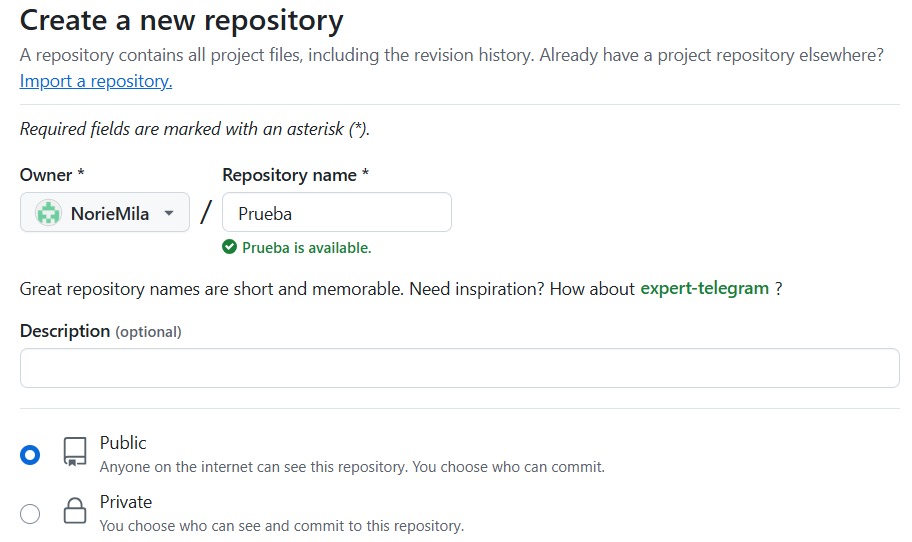 Create a new repository
A repository contains all project files, including the revision history. Already have a project repository elsewhere?
Import a repository.
Required fields are marked with an asterisk (*).
Owner * Repository name *
NorieMila / Prueba
Prueba is available.
Great repository names are short and memorable. Need inspiration? How about expert-telegram ?
Description (optional)
Public
Anyone on the internet can see this repository. You choose who can commit.
Private
You choose who can see and commit to this repository.